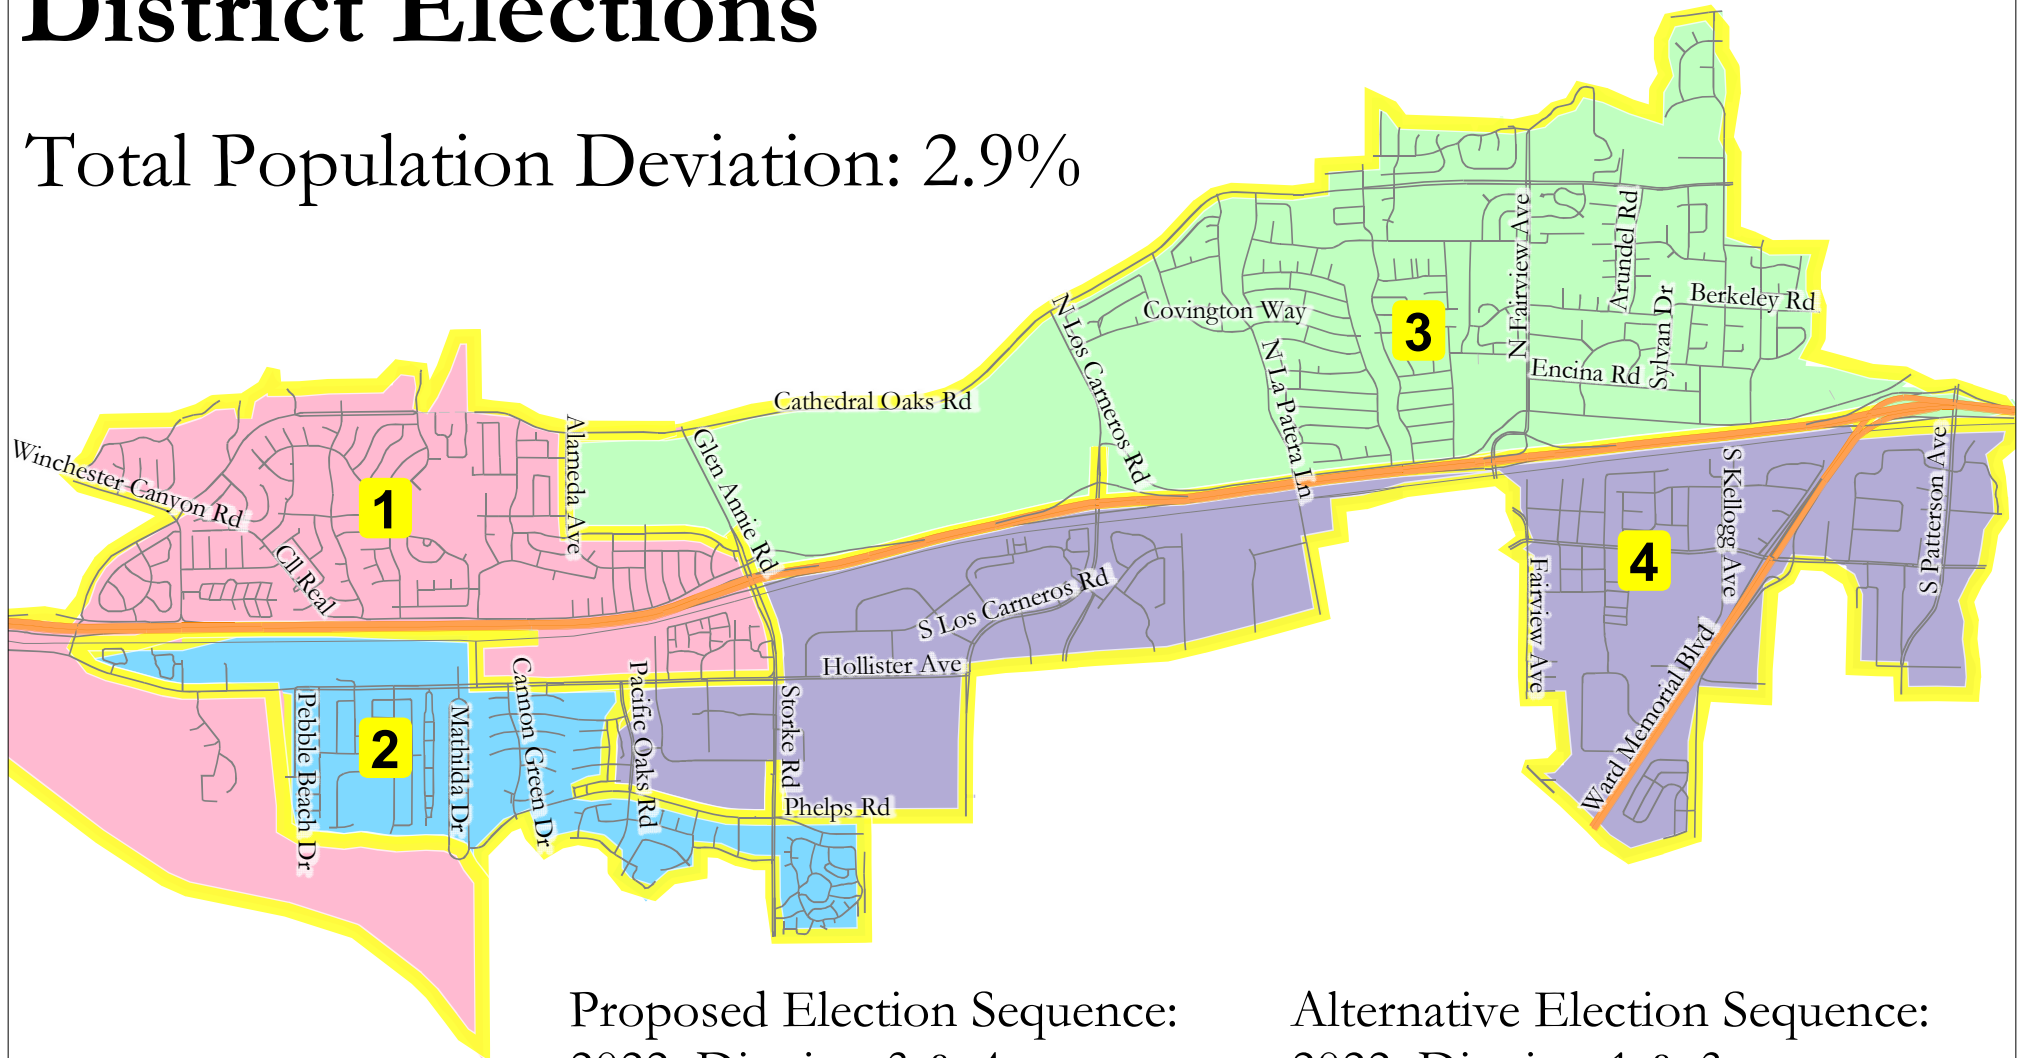 District Elections
Total Population Deviation: 2.9%
N Fairview Ave
Arundel Rd
Berkeley Rd
Sylvan Dr
Encina Rd
3
Covington Way
N Los Carneros Rd
N La Patera Ln
Cathedral Oaks Rd
Alameda Ave
Glen Annie Rd
Winchester Canyon Rd
1
Cll Real
S Kellogg Ave
S Patterson Ave
4
Fairview Ave
Ward Memorial Blvd
S Los Carneros Rd
Hollister Ave
Pebble Beach Dr
2
Mathilda Dr
Cannon Green Dr
Pacific Oaks Rd
Storke Rd
Phelps Rd
Proposed Election Sequence:
Alternative Election Sequence: